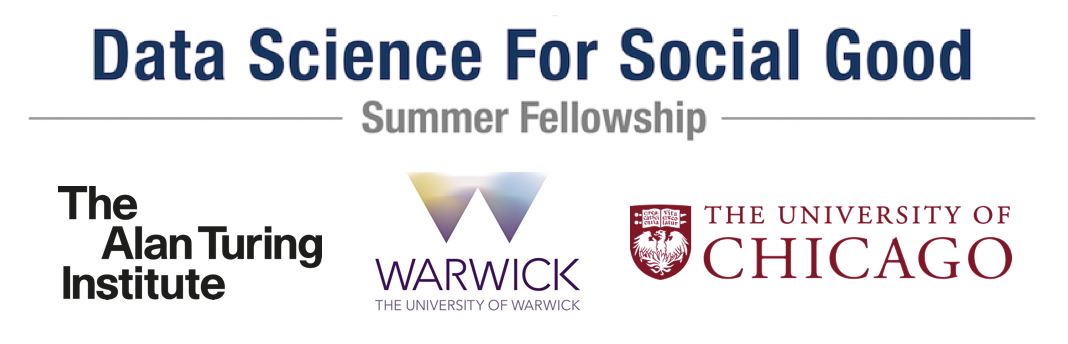 Data Science For Social Good
Summer Fellowship
The
Alan Turing
Institute
WARWICK
THE UNIVERSITY OF WARWICK
THE UNIVERSITY OF
CHICAGO